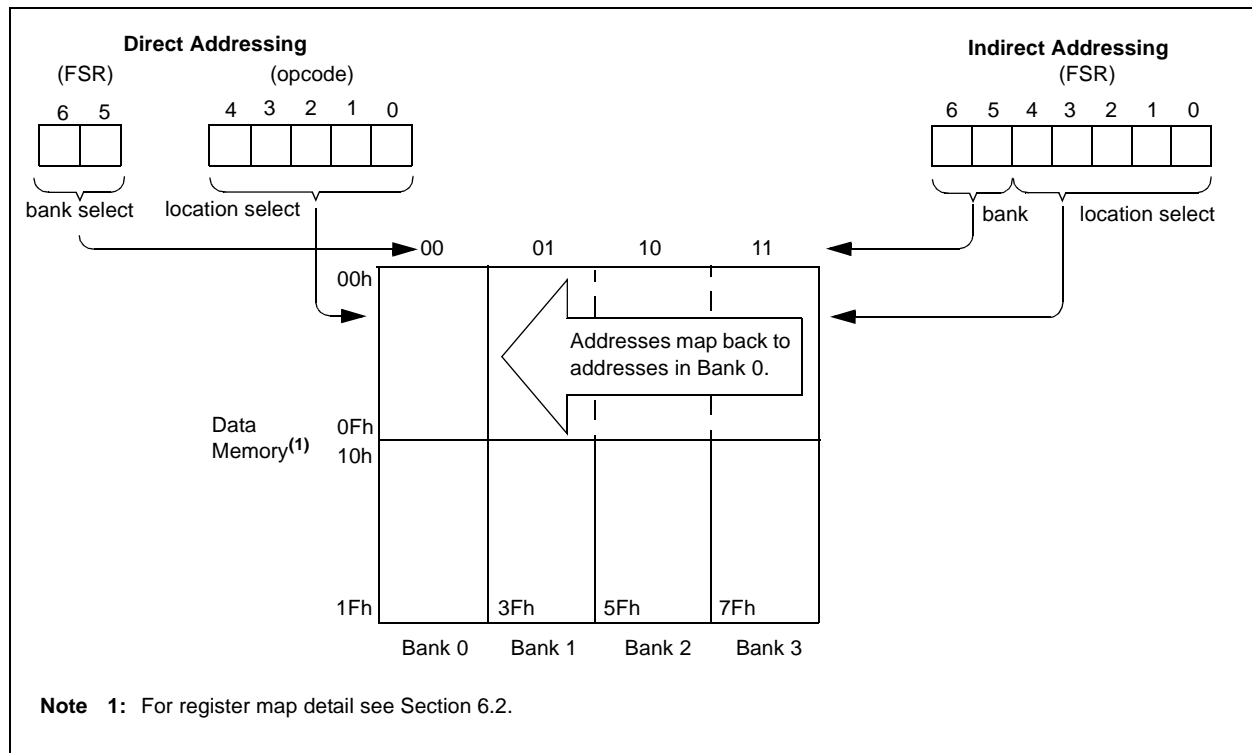 Direct Addressing
(FSR) (opcode)
6 5 4 3 2 1 0
bank select location select
Indirect Addressing
(FSR)
6 5 4 3 2 1 0
bank location select
00 01 10 11
00h
Addresses map back to
addresses in Bank 0.
Data
Memory(1)
0Fh
10h
1Fh 3Fh 5Fh 7Fh
Bank 0 Bank 1 Bank 2 Bank 3
Note 1: For register map detail see Section 6.2.